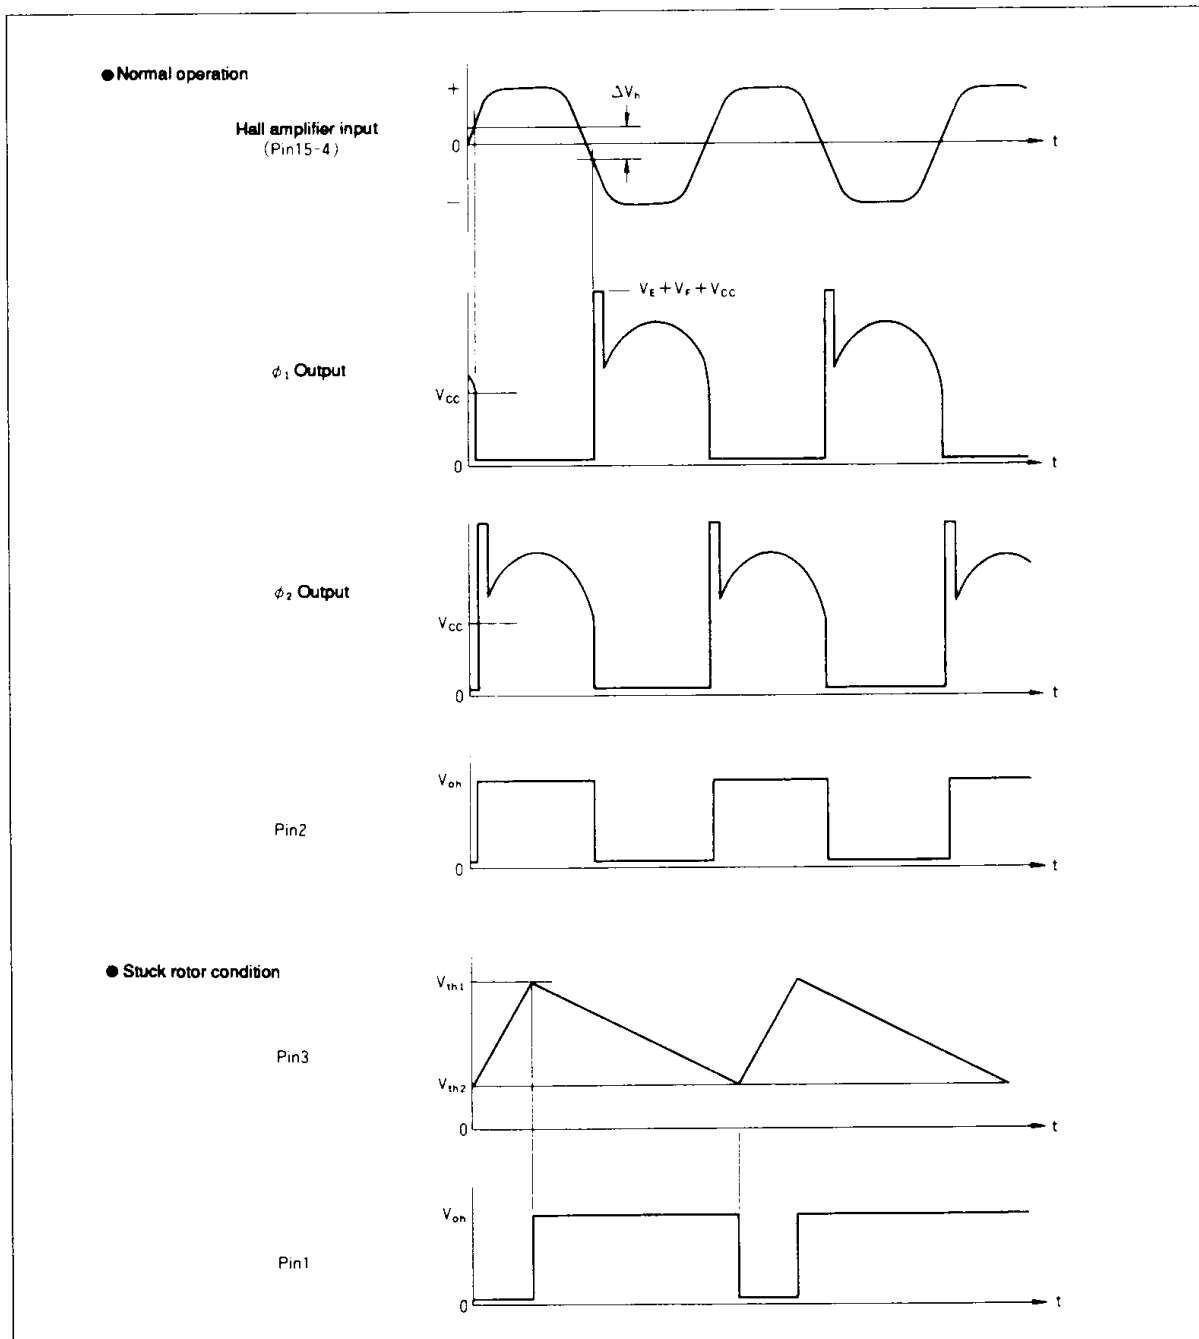 ● Normal operation
+
ΔVh
Hall amplifier input
(Pin15-4)
0
t
−
VE + VF + VCC
φ1 Output
VCC
0
t
φ2 Output
VCC
0
t
Voh
Pin2
0
t
● Stuck rotor condition
Vth1
Pin3
Vth2
0
t
Voh
Pin1
0
t